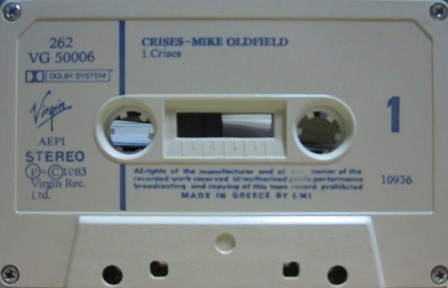 262
VG 50006
DOLBY SYSTEM
Virgin
AEPI
STEREO
P-C1983
Virgin Rec.
Ltd.
CRISES-MIKE OLDFIELD
1.Crises
1
All rights of the manufacturer and of owner of the
recorded work reserved Unauthorised public performance
broadcasting and copying of this tape record prohibited
MADE IN GREECE BY EMI
10936